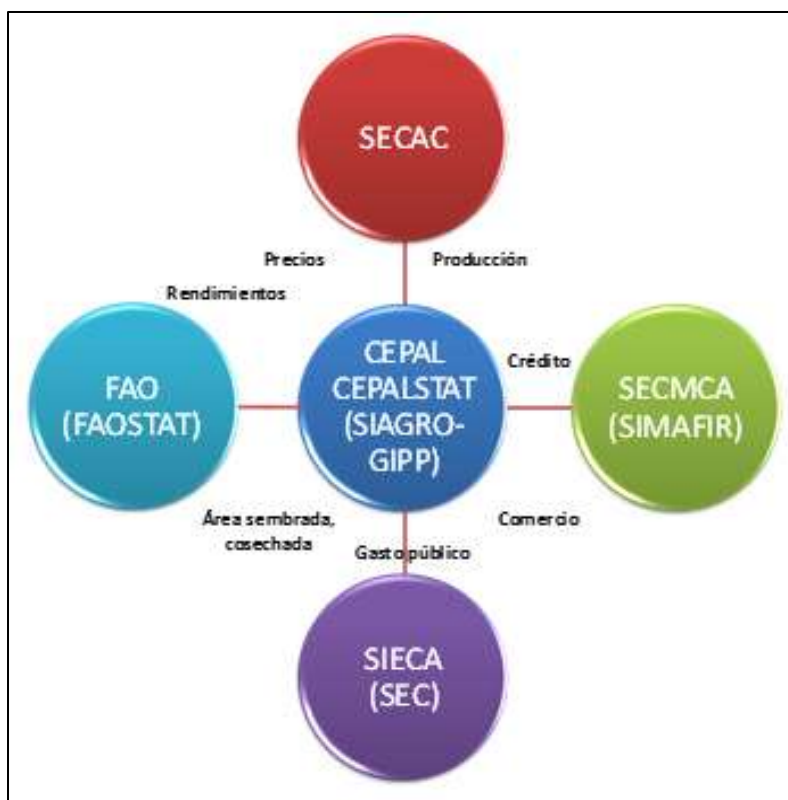 SECAC
Precios
Producción
Rendimientos
FAO
(FAOSTAT)
CEPAL
CEPALSTAT
(SIAGRO-
GIPP)
Crédito
SECMCA
(SIMAFIR)
Área sembrada,
cosechada
Comercio
Gasto público
SIECA
(SEC)